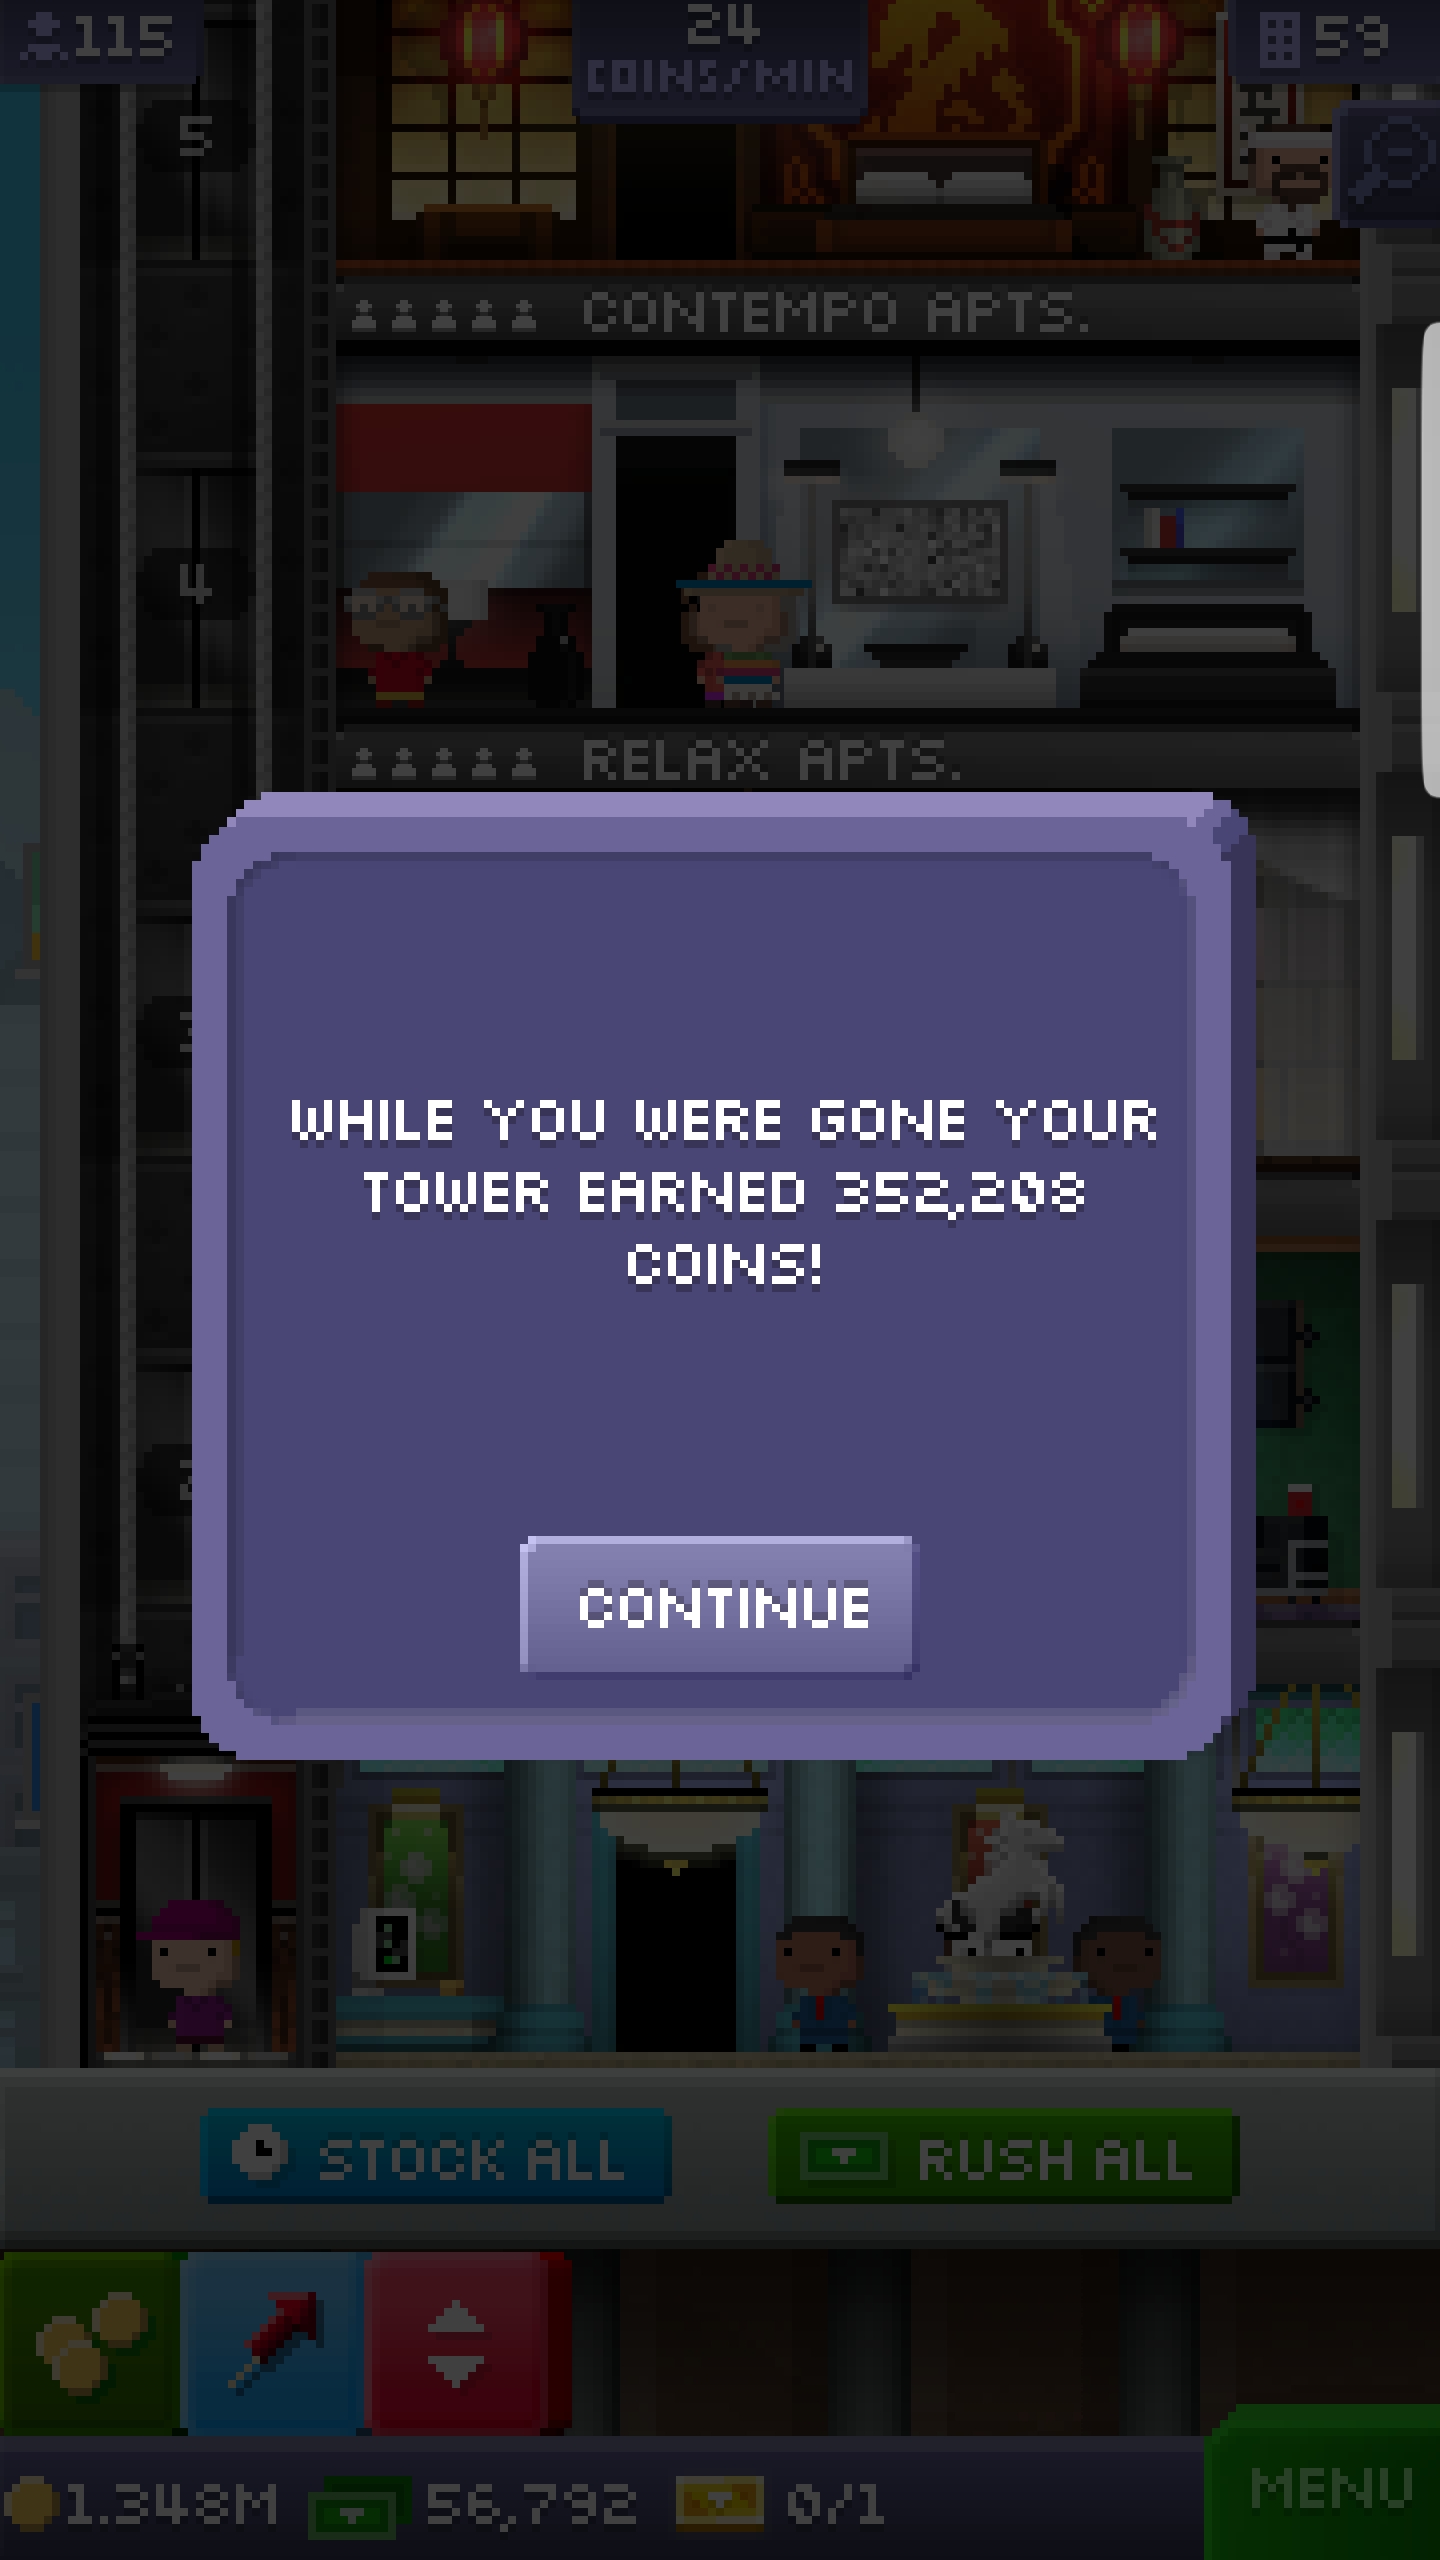 115
24
COINS/MIN
59
5
CONTEMPO APTS.
4
RELAX APTS.
WHILE YOU WERE GONE YOUR
TOWER EARNED 352,208
COINS!
CONTINUE
STOCK ALL
RUSH ALL
1.348M
56,792
0/1
MENU